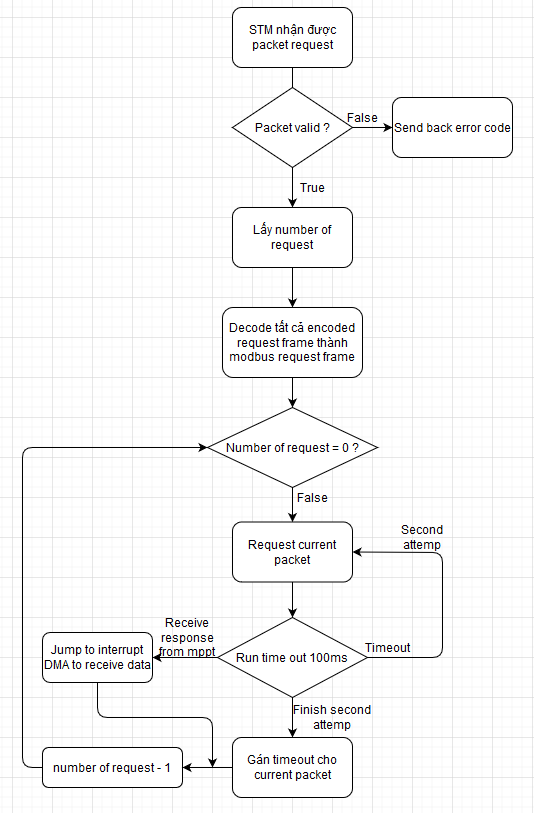 STM nhận được
packet request
Packet valid ?
False
Send back error code
True
Lấy number of
request
Decode tất cả encoded
request frame thành
modbus request frame
Number of request = 0 ?
False
Request current
packet
Second
attemp
Receive
response
from mppt
Jump to interrupt
DMA to receive data
Run time out 100ms
Timeout
Finish second
attemp
Gán timeout cho
current packet
number of request - 1